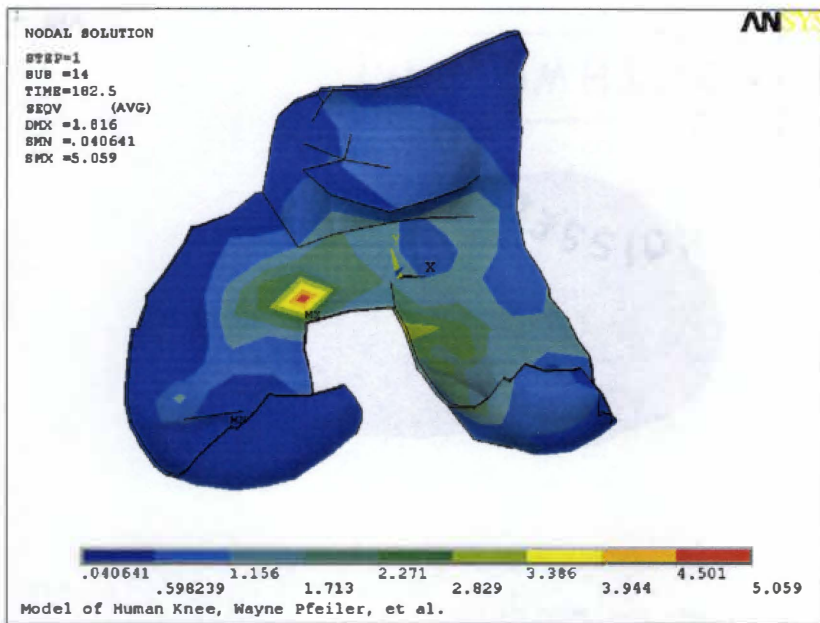 NODAL SOLUTION
ANSYS
STEP=1
SUB =14
TIME=182.5
SEQV (AVG)
DMX =1.816
SMN =.040641
SMX =5.059
X
MX
MN
.040641 1.156 2.271 3.386 4.501
.598239 1.713 2.829 3.944 5.059
Model of Human Knee, Wayne Pfeiler, et al.